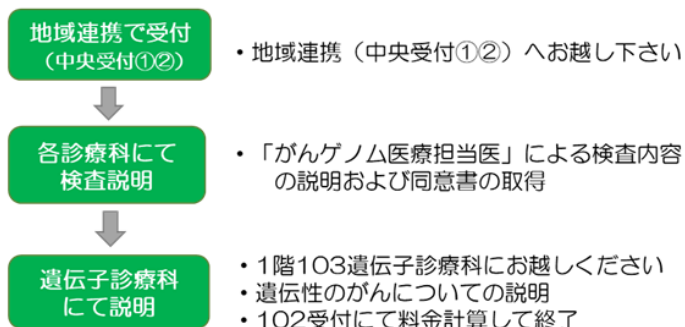 地域連携で受付
（中央受付①②）
・地域連携（中央受付①②）へお越し下さい
各診療科にて
検査説明
・「がんゲノム医療担当医」による検査内容
の説明および同意書の取得
遺伝子診療科
にて説明
・1階103遺伝子診療科にお越しください
・遺伝性のがんについての説明
・102受付にて料金計算して終了